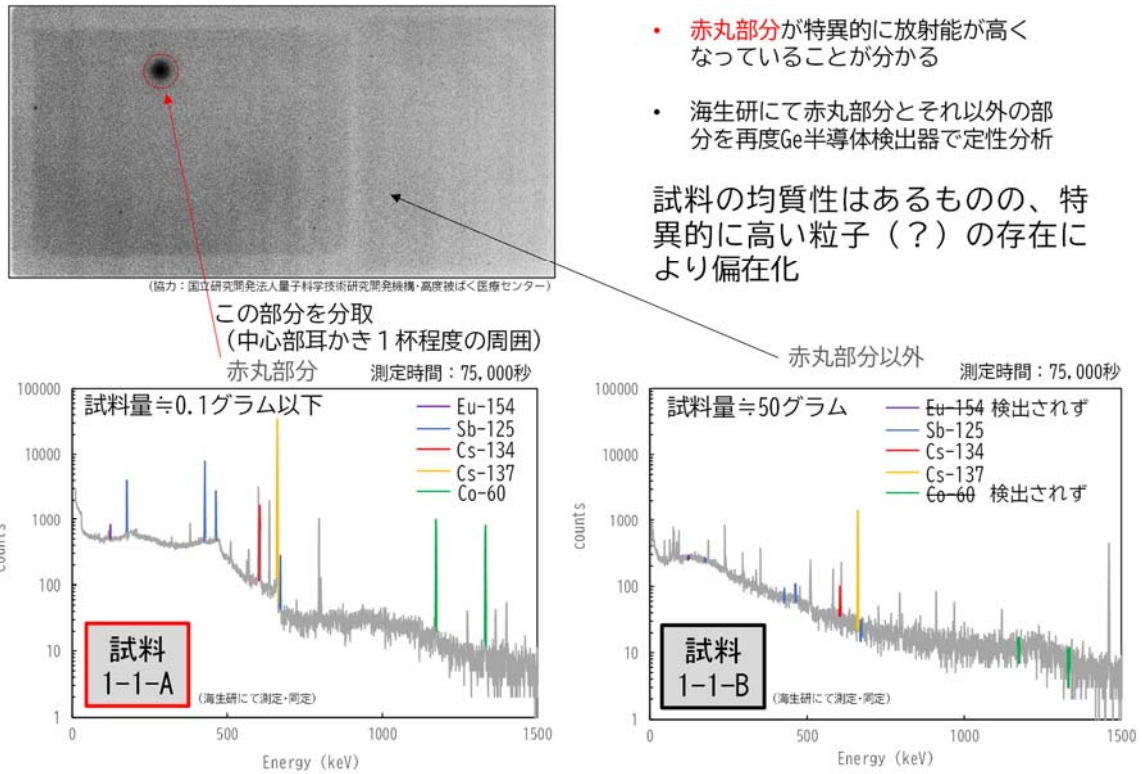 • 赤丸部分が特異的に放射能が高く
なっていることが分かる
• 海生研にて赤丸部分とそれ以外の部
分を再度Ge半導体検出器で定性分析
試料の均質性はあるものの、特
異的に高い粒子（？）の存在に
より偏在化
(協力：国立研究開発法人量子科学技術研究開発機構・高度被ばく医療センター)
この部分を分取
（中心部耳かき１杯程度の周囲）
赤丸部分
測定時間：75,000秒
試料量≒0.1グラム以下
Eu-154
Sb-125
Cs-134
Cs-137
Co-60
100000
10000
1000
100
10
1
counts
試料
1-1-A
(海生研にて測定・同定)
0
500
1000
1500
Energy (keV)
赤丸部分以外
測定時間：75,000秒
試料量≒50グラム
Eu-154 検出されず
Sb-125
Cs-134
Cs-137
Co-60 検出されず
100000
10000
1000
100
10
1
counts
試料
1-1-B
(海生研にて測定・同定)
0
500
1000
1500
Energy (keV)